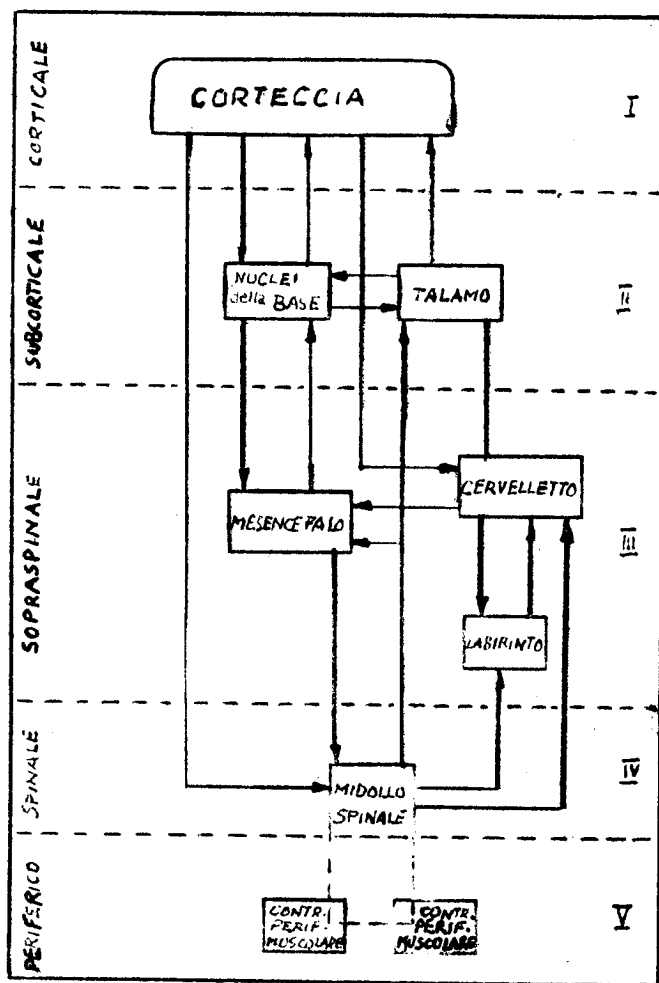 CORTICALE
CORTECCIA
I
SUBCORTICALE
NUCLEI
della BASE
TALAMO
II
SOPRASPINALE
CERVELLETTO
MESENCEFALO
III
LABIRINTO
SPINALE
MIDOLLO
SPINALE
IV
PERIFERICO
CONTR.
PERIF.
MUSCOLARE
CONTR.
PERIF.
MUSCOLARE
V